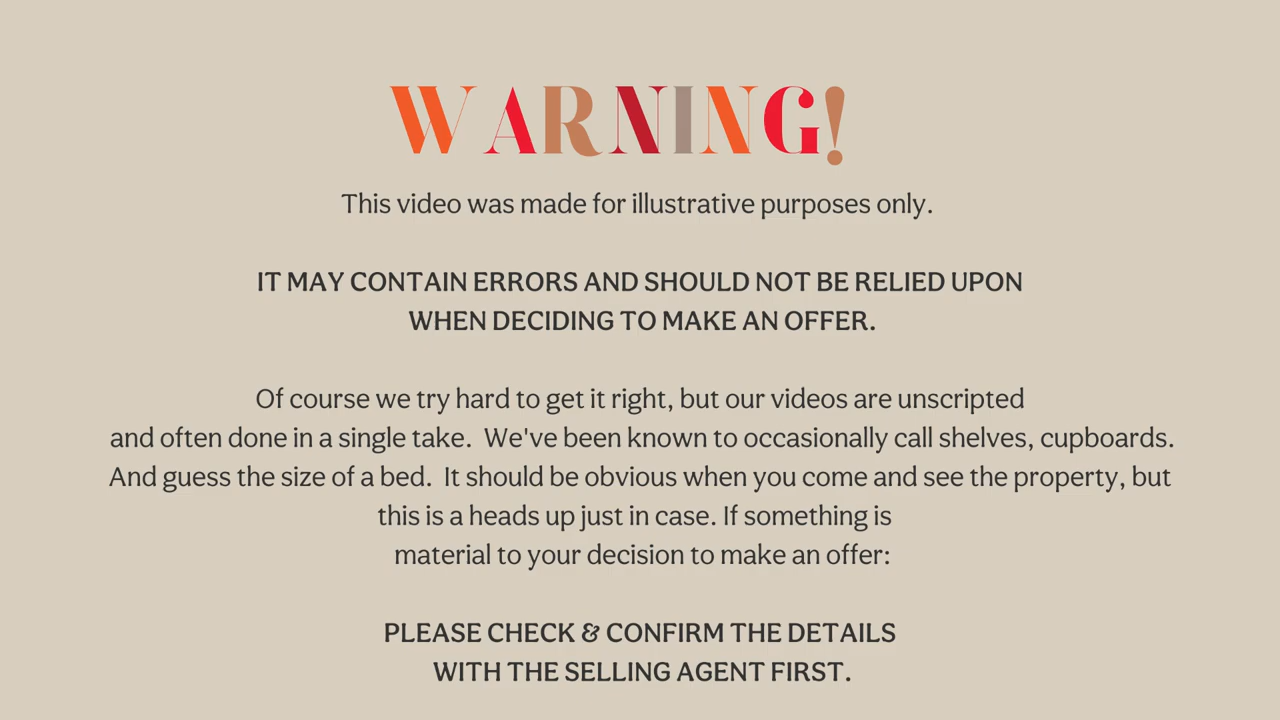 WARNING!
This video was made for illustrative purposes only.
IT MAY CONTAIN ERRORS AND SHOULD NOT BE RELIED UPON
WHEN DECIDING TO MAKE AN OFFER.
Of course we try hard to get it right, but our videos are unscripted
and often done in a single take.  We've been known to occasionally call shelves, cupboards.
And guess the size of a bed.  It should be obvious when you come and see the property, but
this is a heads up just in case. If something is
material to your decision to make an offer:
PLEASE CHECK & CONFIRM THE DETAILS
WITH THE SELLING AGENT FIRST.